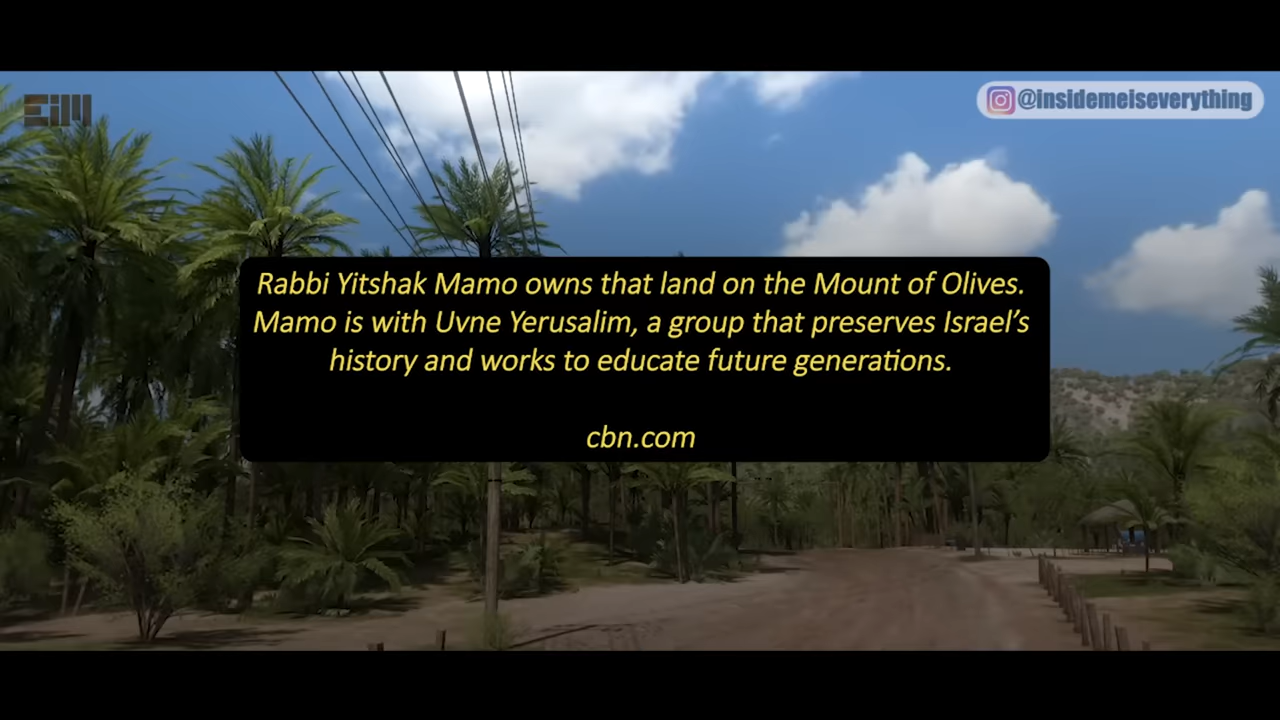 Eim
@insidemeiseverything
Rabbi Yitshak Mamo owns that land on the Mount of Olives.
Mamo is with Uvne Yerusalim, a group that preserves Israel’s
history and works to educate future generations.
cbn.com